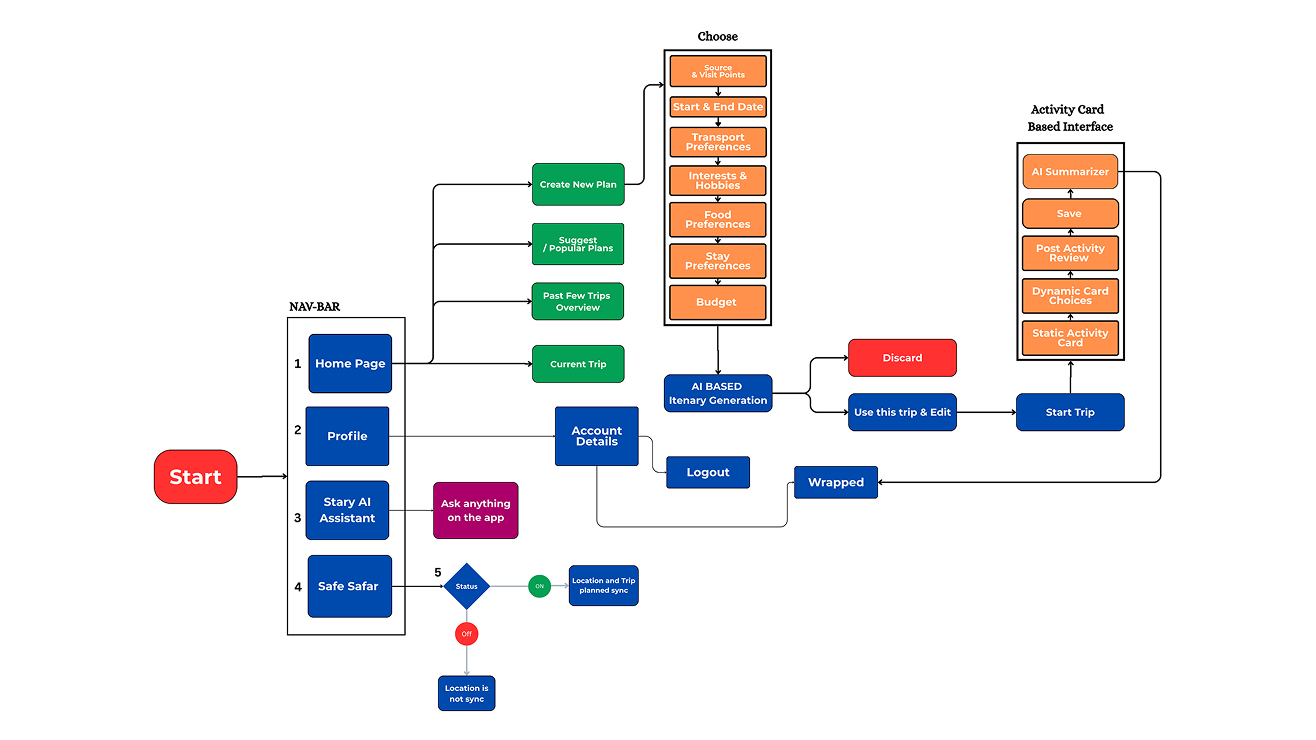 Choose
Source
& Visit Points
Start & End Date
Transport
Preferences
Interests &
Hobbies
Food
Preferences
Stay
Preferences
Budget
Activity Card
Based Interface
AI Summarizer
Save
Post Activity
Review
Dynamic Card
Choices
Static Activity
Card
Create New Plan
Suggest
/ Popular Plans
Past Few Trips
Overview
Current Trip
NAV-BAR
1
Home Page
2
Profile
3
Stary AI
Assistant
4
Safe Safar
Start
AI BASED
Itenary Generation
Discard
Use this trip & Edit
Start Trip
Account
Details
Logout
Wrapped
Ask anything
on the app
5
Status
ON
Location and Trip
planned sync
Off
Location is
not sync